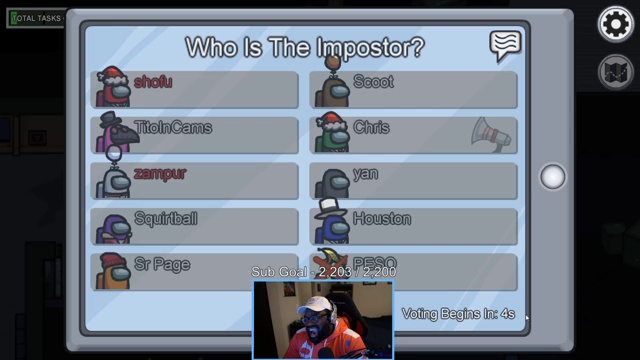 TOTAL TASKS
Who Is The Impostor?
shofu
Scoot
TitoInCams
Chris
zampur
yan
Squirtball
Houston
Sr Page
PESO
Sub Goal - 2,203 / 2,200
Voting Begins In: 4s